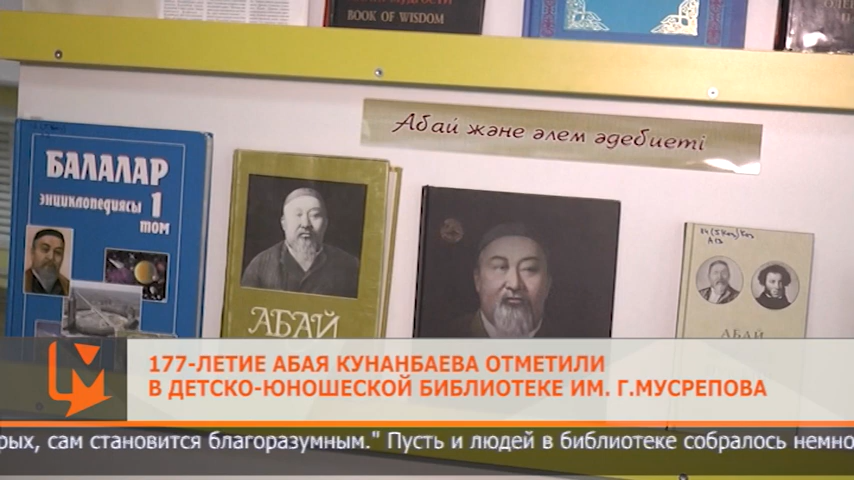 BOOK OF WISDOM
Абай және әлем әдебиеті
БАЛАЛАР
энциклопедиясы 1
том
АБАЙ
АБАЙ
177-ЛЕТИЕ АБАЯ КУНАНБАЕВА ОТМЕТИЛИ
В ДЕТСКО-ЮНОШЕСКОЙ БИБЛИОТЕКЕ ИМ. Г.МУСРЕПОВА
рых, сам становится благоразумным." Пусть и людей в библиотеке собралось немно